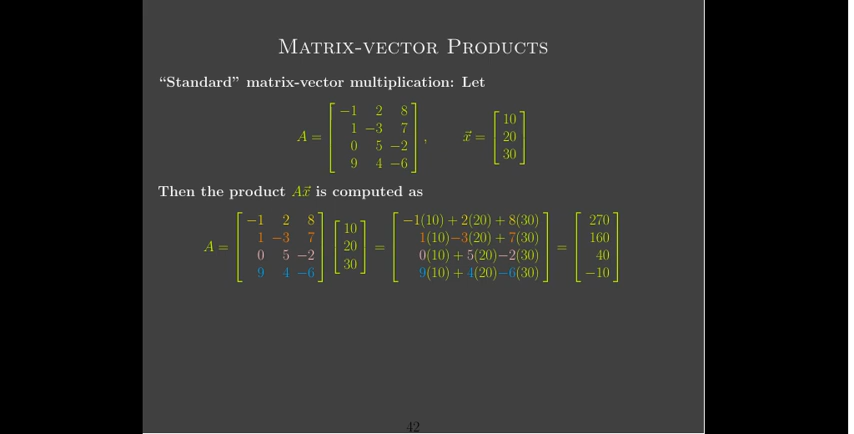 MATRIX-VECTOR PRODUCTS
“Standard” matrix-vector multiplication: Let
A = [ −1 2 8 ; 1 −3 7 ; 0 5 −2 ; 9 4 −6 ], x⃗ = [ 10 ; 20 ; 30 ]
Then the product Ax⃗ is computed as
A = [ −1 2 8 ; 1 −3 7 ; 0 5 −2 ; 9 4 −6 ] [ 10 ; 20 ; 30 ] = [ −1(10) + 2(20) + 8(30) ; 1(10)−3(20) + 7(30) ; 0(10) + 5(20)−2(30) ; 9(10) + 4(20)−6(30) ] = [ 270 ; 160 ; 40 ; −10 ]
42